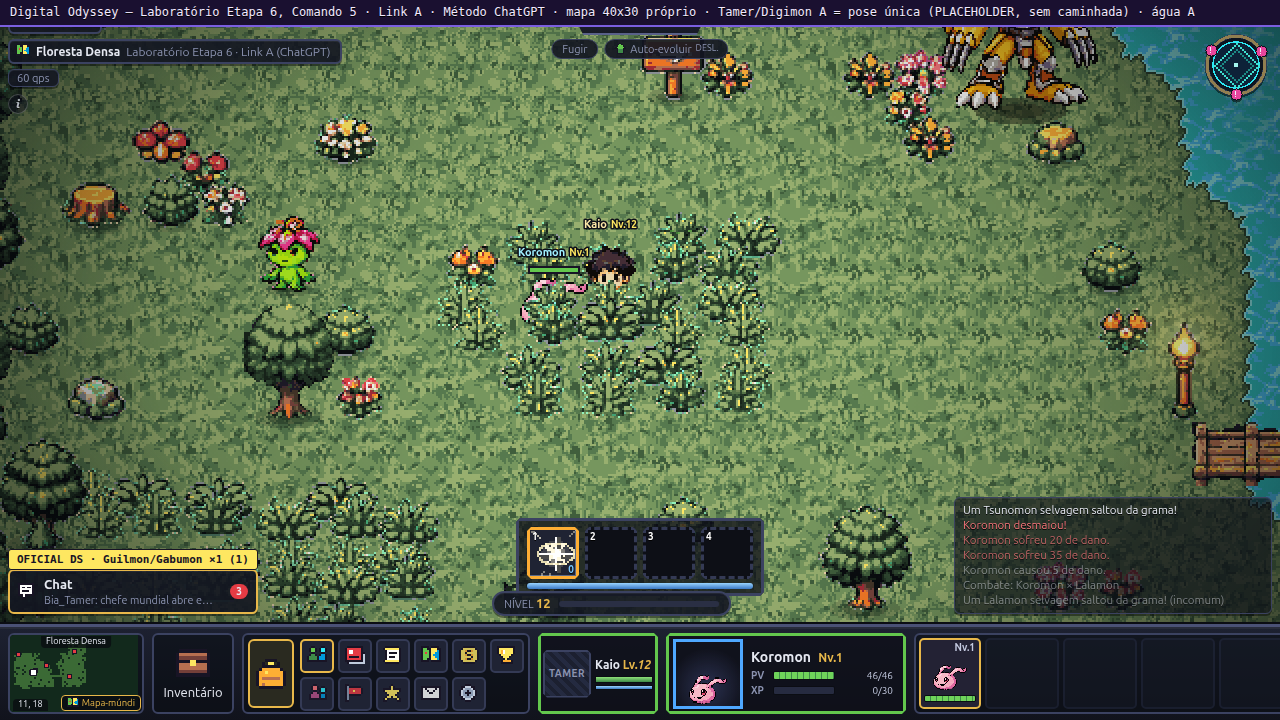 Digital Odyssey — Laboratório Etapa 6, Comando 5 · Link A · Método ChatGPT · mapa 40x30 próprio · Tamer/Digimon A = pose única (PLACEHOLDER, sem caminhada) · água A
Floresta Densa Laboratório Etapa 6 · Link A (ChatGPT)
Fugir
Auto-evoluir DESL.
60 qps
i
Kaio Nv.12
Koromon Nv.1
Um Tsunomon selvagem saltou da grama!
Koromon desmaiou!
Koromon sofreu 20 de dano.
Koromon sofreu 35 de dano.
Koromon causou 5 de dano.
Combate: Koromon × Lalamon
Um Lalamon selvagem saltou da grama! (incomum)
1 2 3 4
0
NÍVEL 12
OFICIAL DS · Guilmon/Gabumon ×1 (1)
Chat
Bia_Tamer: chefe mundial abre e…
3
Floresta Densa
11, 18
Mapa-múndi
Inventário
TAMER
Kaio Lv.12
Koromon Nv.1
PV 46/46
XP 0/30
Nv.1